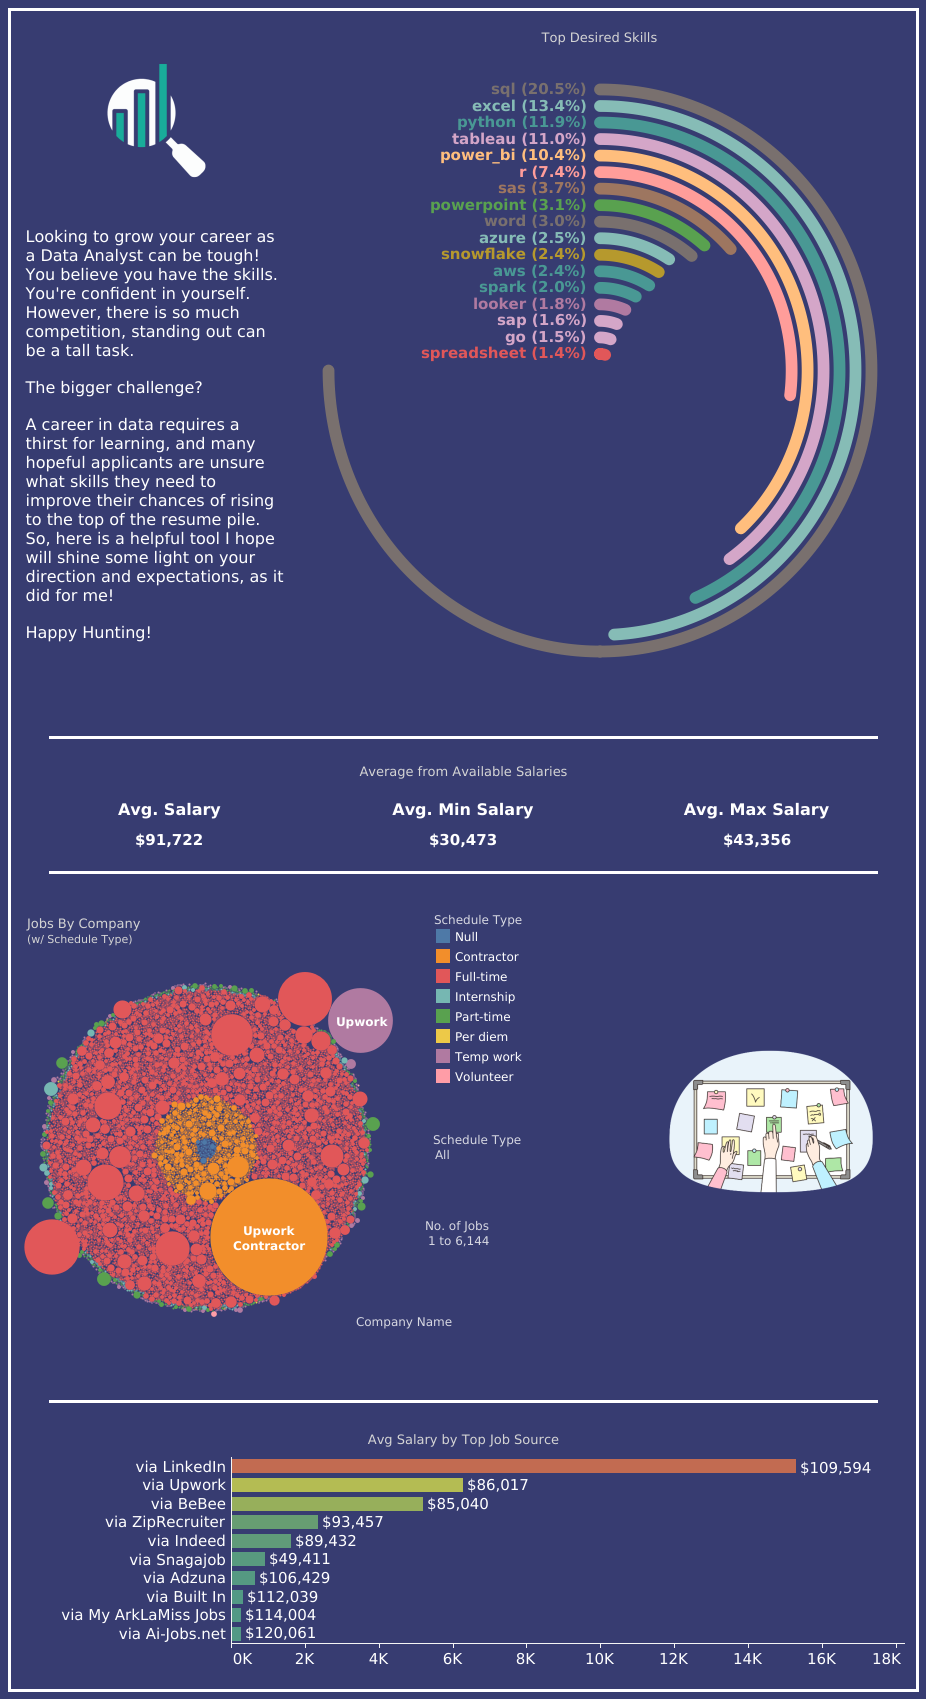 Top Desired Skills
sql (20.5%)
excel (13.4%)
python (11.9%)
tableau (11.0%)
power_bi (10.4%)
r (7.4%)
sas (3.7%)
powerpoint (3.1%)
word (3.0%)
azure (2.5%)
snowflake (2.4%)
aws (2.4%)
spark (2.0%)
looker (1.8%)
sap (1.6%)
go (1.5%)
spreadsheet (1.4%)
Looking to grow your career as
a Data Analyst can be tough!
You believe you have the skills.
You're confident in yourself.
However, there is so much
competition, standing out can
be a tall task.
The bigger challenge?
A career in data requires a
thirst for learning, and many
hopeful applicants are unsure
what skills they need to
improve their chances of rising
to the top of the resume pile.
So, here is a helpful tool I hope
will shine some light on your
direction and expectations, as it
did for me!
Happy Hunting!
Average from Available Salaries
Avg. Salary
$91,722
Avg. Min Salary
$30,473
Avg. Max Salary
$43,356
Jobs By Company
(w/ Schedule Type)
Upwork
Upwork
Contractor
Schedule Type
Null
Contractor
Full-time
Internship
Part-time
Per diem
Temp work
Volunteer
Schedule Type
All
No. of Jobs
1 to 6,144
Company Name
Avg Salary by Top Job Source
via LinkedIn $109,594
via Upwork $86,017
via BeBee $85,040
via ZipRecruiter $93,457
via Indeed $89,432
via Snagajob $49,411
via Adzuna $106,429
via Built In $112,039
via My ArkLaMiss Jobs $114,004
via Ai-Jobs.net $120,061
0K 2K 4K 6K 8K 10K 12K 14K 16K 18K